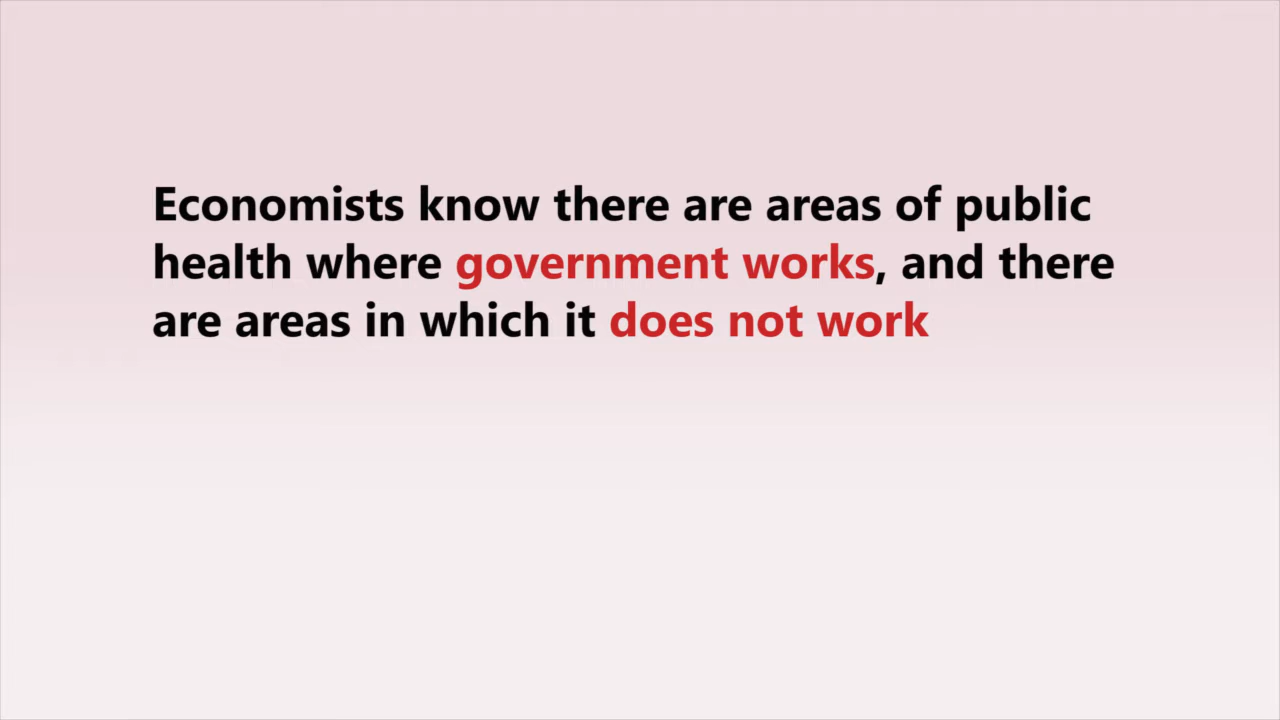 Economists know there are areas of public
health where government works, and there
are areas in which it does not work